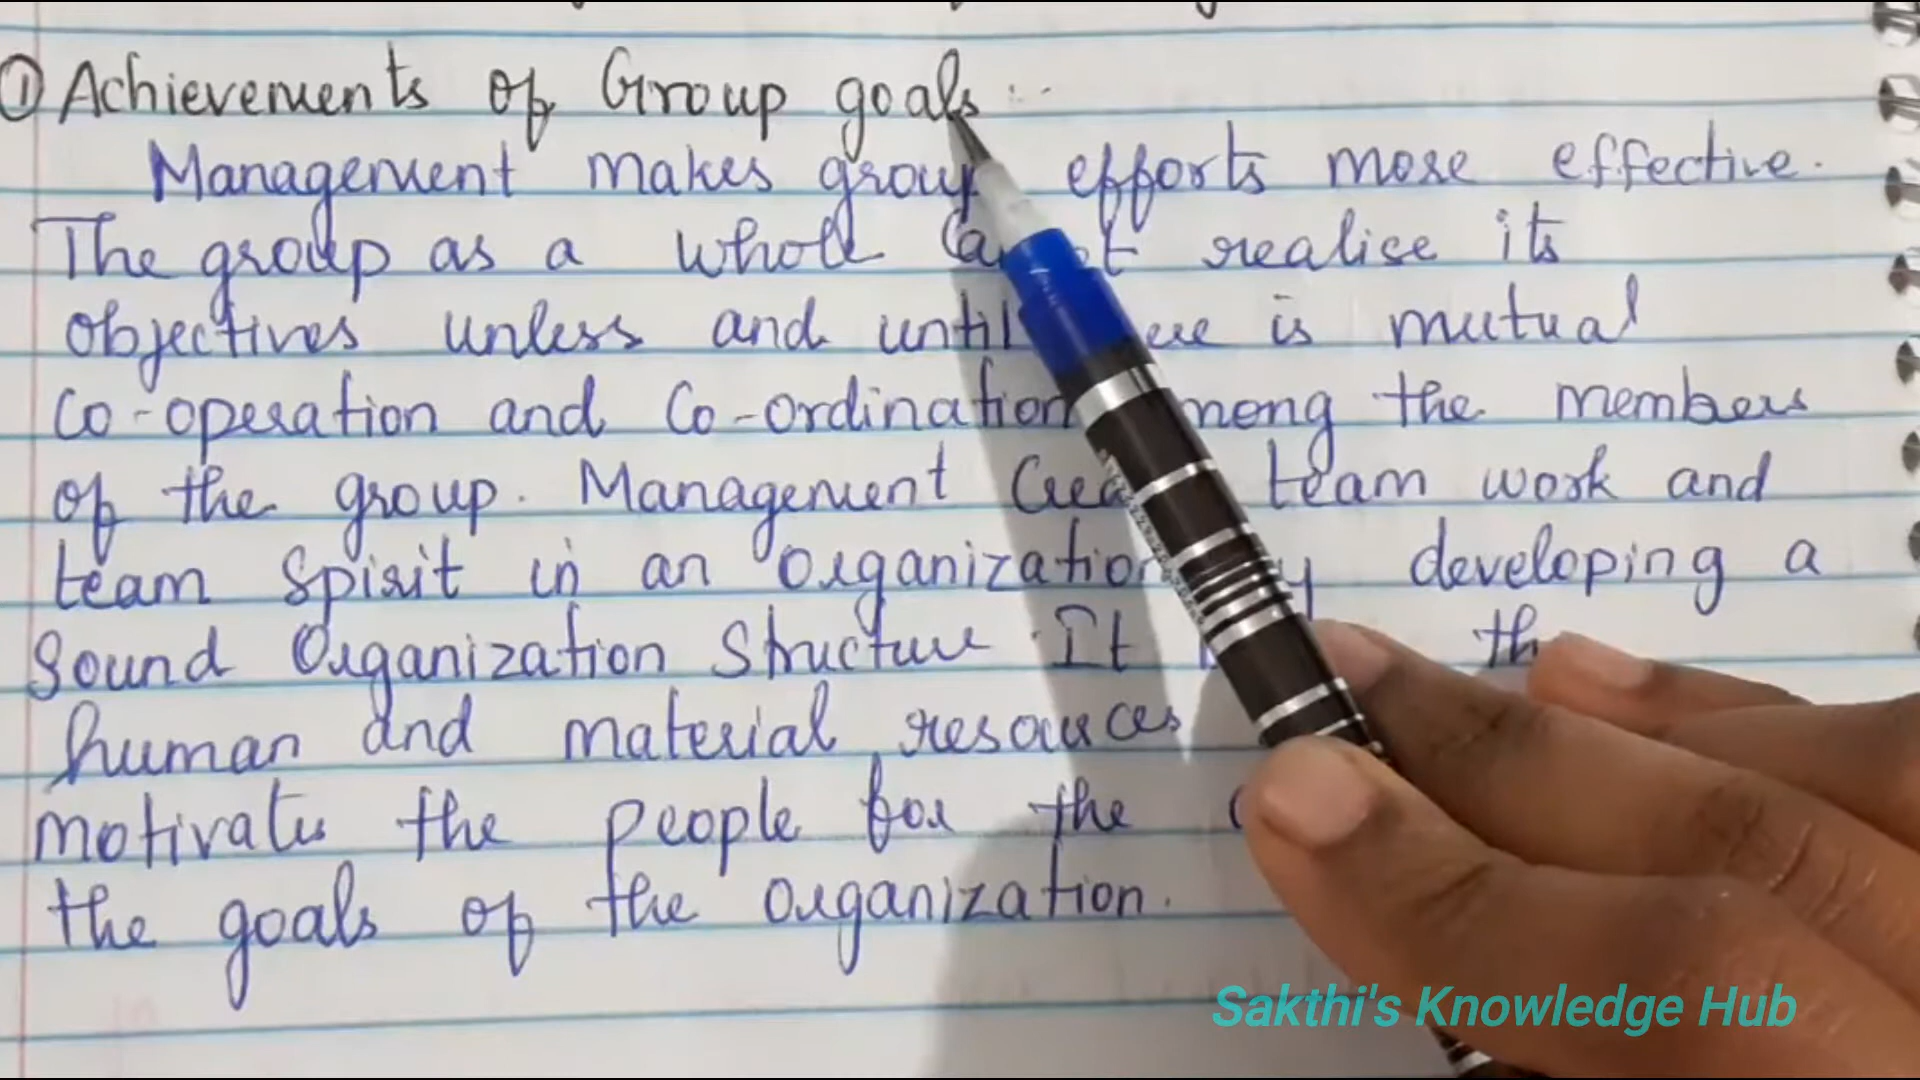 ① Achievements of Group goals :-
Management makes group efforts more effective.
The group as a whole realise its
objectives unless and until is mutual
Co-operation and Co-ordination the members
of the group. Management team work and
team spirit in an Organization developing a
Sound Organization Structure. It
human and material resources
motivates the people for the
the goals of the organization.
Sakthi's Knowledge Hub